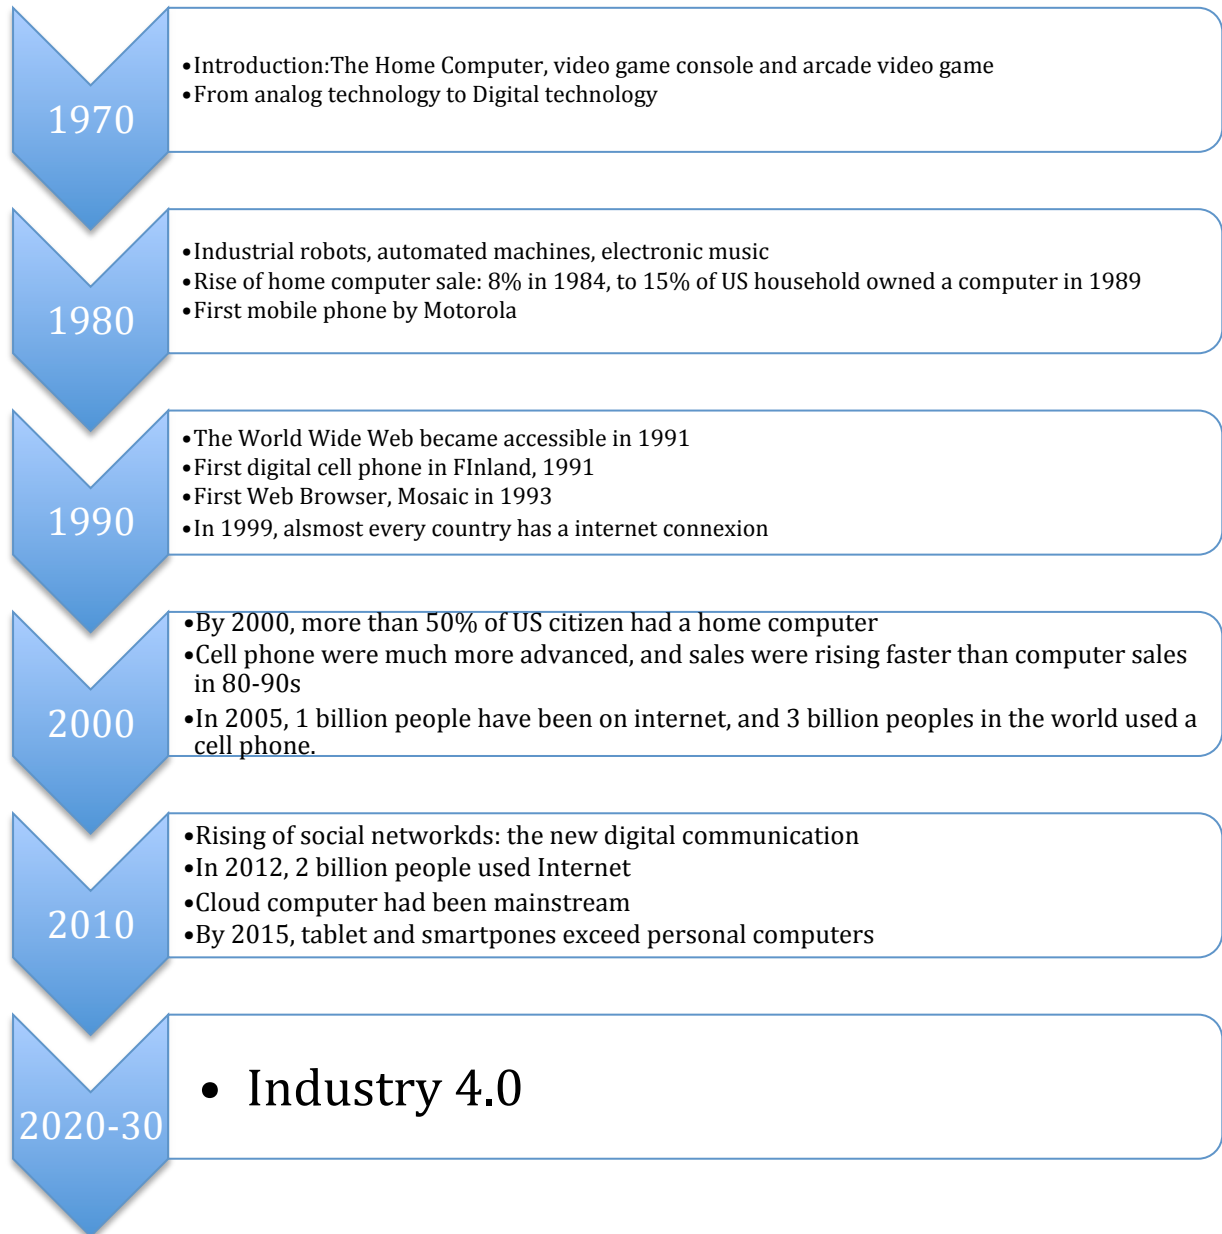 1970
•Introduction:The Home Computer, video game console and arcade video game
•From analog technology to Digital technology
1980
•Industrial robots, automated machines, electronic music
•Rise of home computer sale: 8% in 1984, to 15% of US household owned a computer in 1989
•First mobile phone by Motorola
1990
•The World Wide Web became accessible in 1991
•First digital cell phone in FInland, 1991
•First Web Browser, Mosaic in 1993
•In 1999, alsmost every country has a internet connexion
2000
•By 2000, more than 50% of US citizen had a home computer
•Cell phone were much more advanced, and sales were rising faster than computer sales
in 80-90s
•In 2005, 1 billion people have been on internet, and 3 billion peoples in the world used a
cell phone.
2010
•Rising of social networkds: the new digital communication
•In 2012, 2 billion people used Internet
•Cloud computer had been mainstream
•By 2015, tablet and smartpones exceed personal computers
2020-30
• Industry 4.0